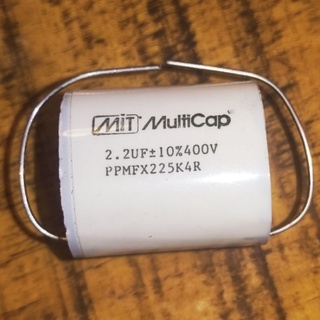 MIT MultiCap
2.2UF±10%400V
PPMFX225K4R